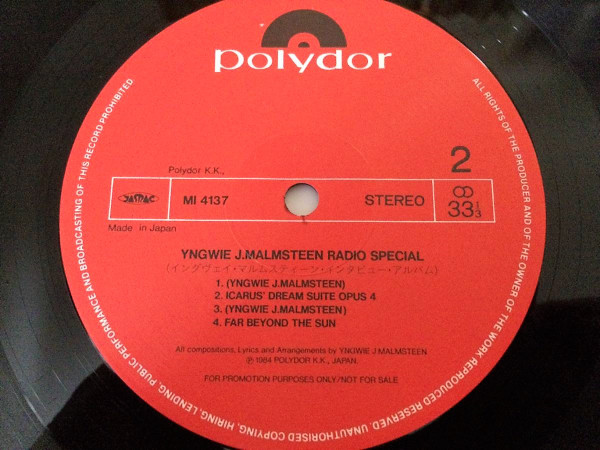 polydor
2
Polydor K.K.,
JASRAC
MI 4137
STEREO
33 1/3
Made in Japan
YNGWIE J.MALMSTEEN RADIO SPECIAL
(イングヴェイ・マルムスティーン・インタビュー・アルバム)
1. (YNGWIE J.MALMSTEEN)
2. ICARUS' DREAM SUITE OPUS 4
3. (YNGWIE J.MALMSTEEN)
4. FAR BEYOND THE SUN
All compositions, Lyrics and Arrangements by YNGWIE J.MALMSTEEN
℗ 1984 POLYDOR K.K., JAPAN.
FOR PROMOTION PURPOSES ONLY/NOT FOR SALE
ALL RIGHTS OF THE PRODUCER AND OF THE OWNER OF THE WORK REPRODUCED RESERVED. UNAUTHORISED COPYING, HIRING, LENDING, PUBLIC PERFORMANCE AND BROADCASTING OF THIS RECORD PROHIBITED